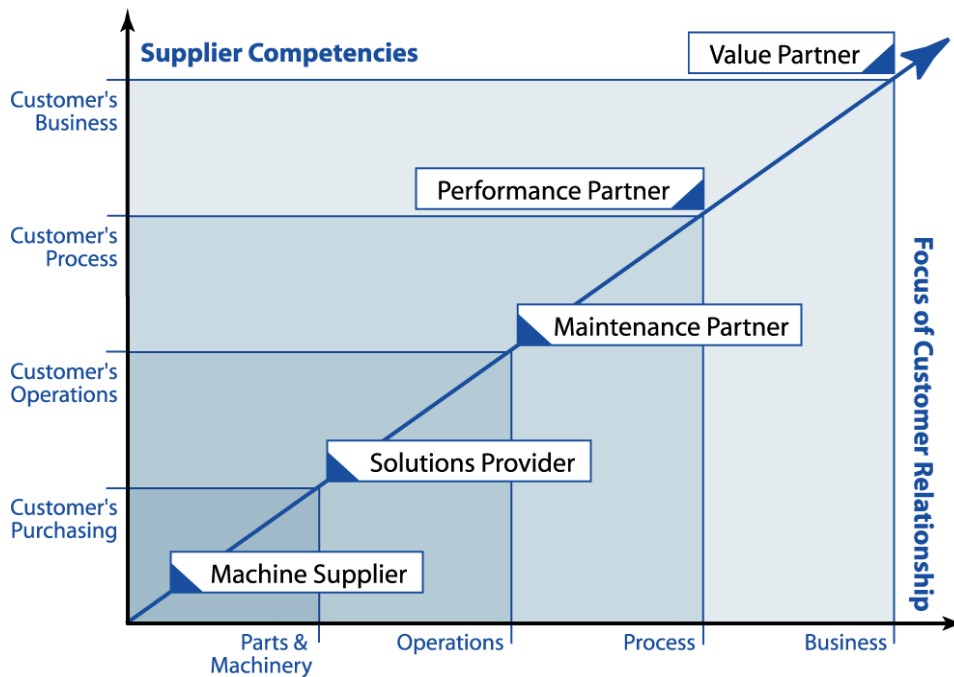 Supplier Competencies
Value Partner
Customer's
Business
Performance Partner
Customer's
Process
Focus of Customer Relationship
Maintenance Partner
Customer's
Operations
Solutions Provider
Customer's
Purchasing
Machine Supplier
Parts &
Machinery
Operations
Process
Business